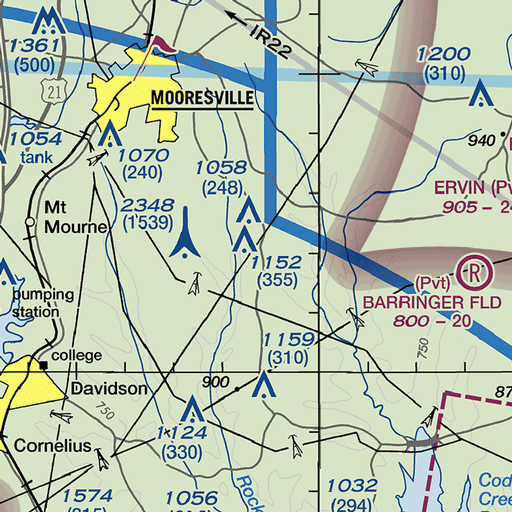 1361
(500)
IR22
1200
(310)
21
MOORESVILLE
940
1054
tank
1070
(240)
1058
(248)
ERVIN (Pv
905 - 2
Mt
Mourne
2348
(1539)
1152
(355)
R
(Pvt)
BARRINGER FLD
800 - 20
pumping
station
1159
(310)
750
college
900
Davidson
87
750
1124
(330)
Cornelius
1574
1056
Rock
1032
(294)
Cod
Cree